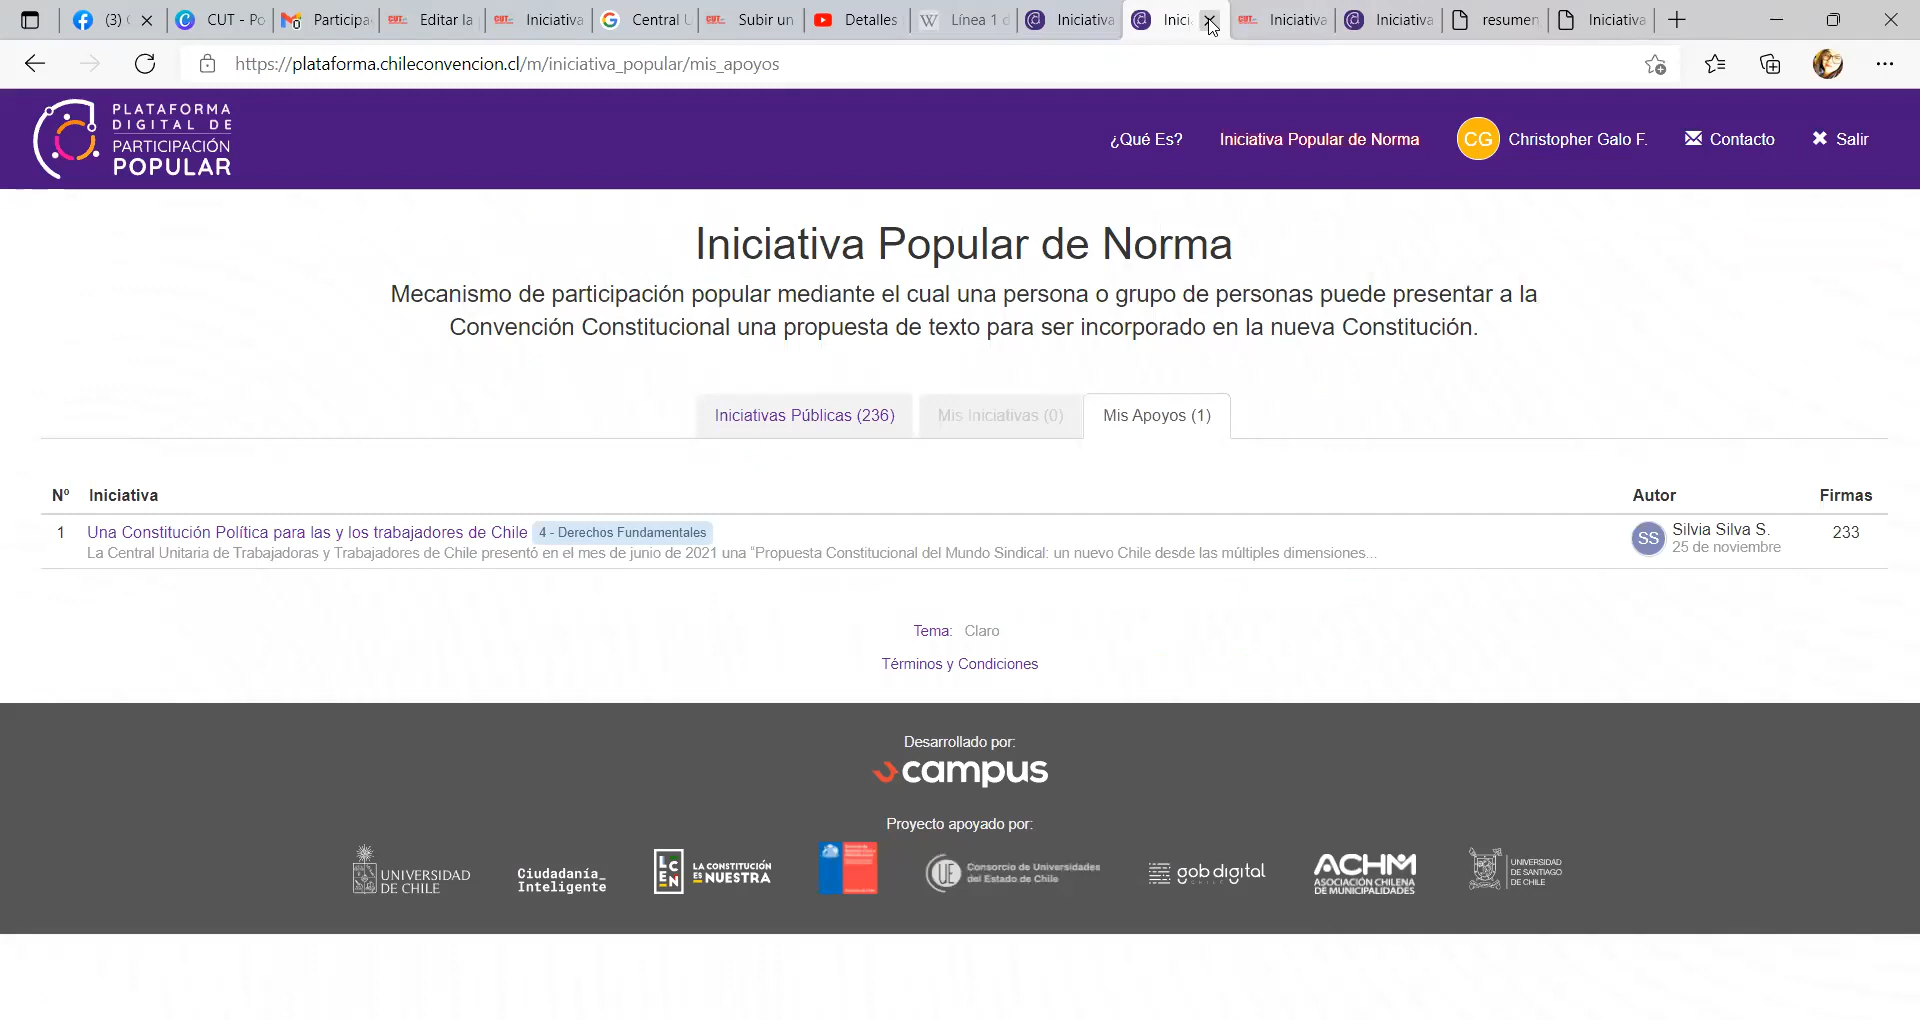 (3)
CUT - Po
Participa
Editar la
Iniciativa
Central U
Subir un
Detalles
Línea 1 d
Iniciativa
Inici
Iniciativa
Iniciativa
resumen
Iniciativa
https://plataforma.chileconvencion.cl/m/iniciativa_popular/mis_apoyos
PLATAFORMA
DIGITAL DE
PARTICIPACIÓN
POPULAR
¿Qué Es?
Iniciativa Popular de Norma
CG
Christopher Galo F.
Contacto
Salir
Iniciativa Popular de Norma
Mecanismo de participación popular mediante el cual una persona o grupo de personas puede presentar a la
Convención Constitucional una propuesta de texto para ser incorporado en la nueva Constitución.
Iniciativas Públicas (236)
Mis Iniciativas (0)
Mis Apoyos (1)
Nº Iniciativa Autor Firmas
1 Una Constitución Política para las y los trabajadores de Chile 4 - Derechos Fundamentales
La Central Unitaria de Trabajadoras y Trabajadores de Chile presentó en el mes de junio de 2021 una “Propuesta Constitucional del Mundo Sindical: un nuevo Chile desde las múltiples dimensiones...
SS
Silvia Silva S.
25 de noviembre
233
Tema: Claro
Términos y Condiciones
Desarrollado por:
campus
Proyecto apoyado por:
UNIVERSIDAD
DE CHILE
Ciudadanía_
Inteligente
LC
EN
LA CONSTITUCIÓN
ES NUESTRA
UE
Consorcio de Universidades
del Estado de Chile
gob digital
ACHM
ASOCIACIÓN CHILENA
DE MUNICIPALIDADES
UNIVERSIDAD
DE SANTIAGO
DE CHILE